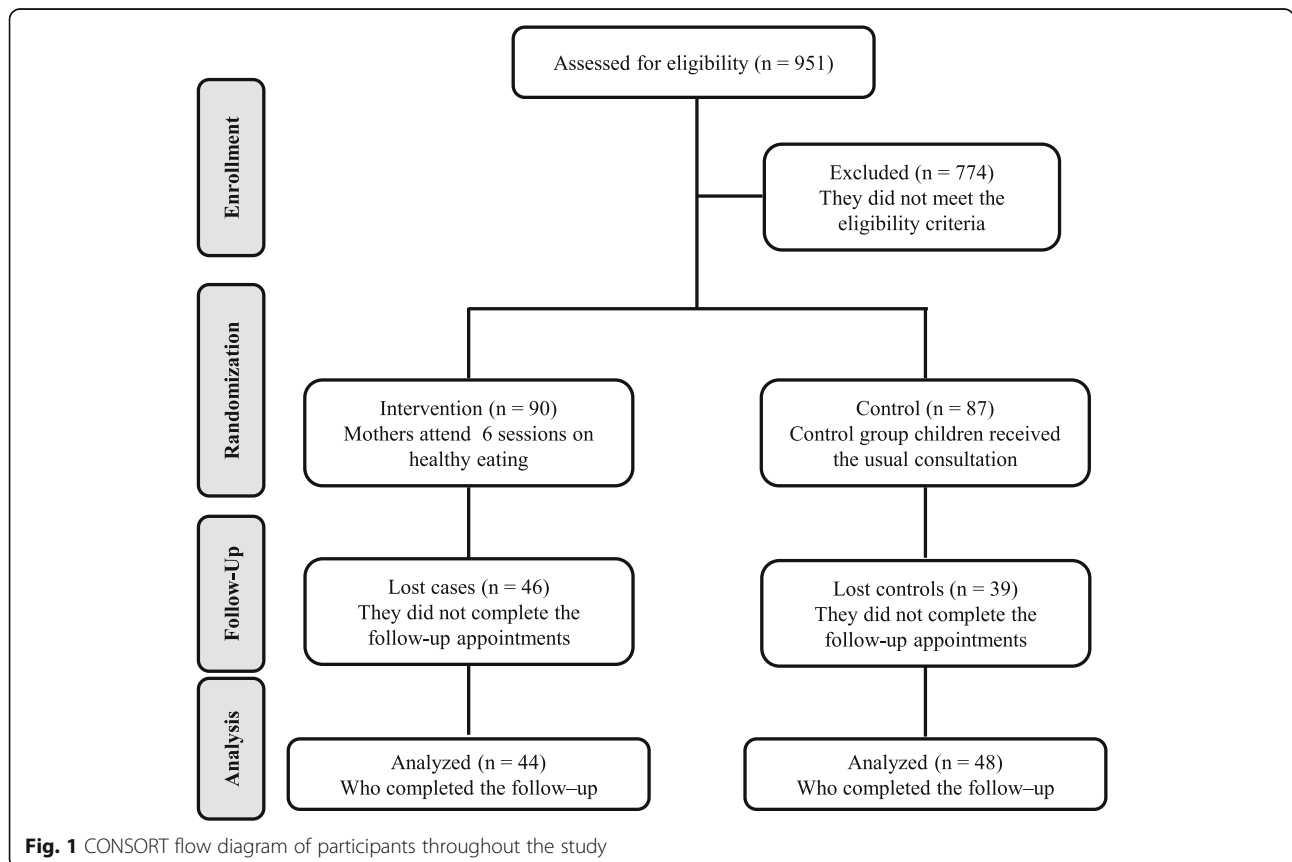 Assessed for eligibility (n = 951)
Enrollment
Excluded (n = 774)
They did not meet the
eligibility criteria
Randomization
Intervention (n = 90)
Mothers attend 6 sessions on
healthy eating
Control (n = 87)
Control group children received
the usual consultation
Follow-Up
Lost cases (n = 46)
They did not complete the
follow-up appointments
Lost controls (n = 39)
They did not complete the
follow-up appointments
Analysis
Analyzed (n = 44)
Who completed the follow–up
Analyzed (n = 48)
Who completed the follow–up
Fig. 1 CONSORT flow diagram of participants throughout the study